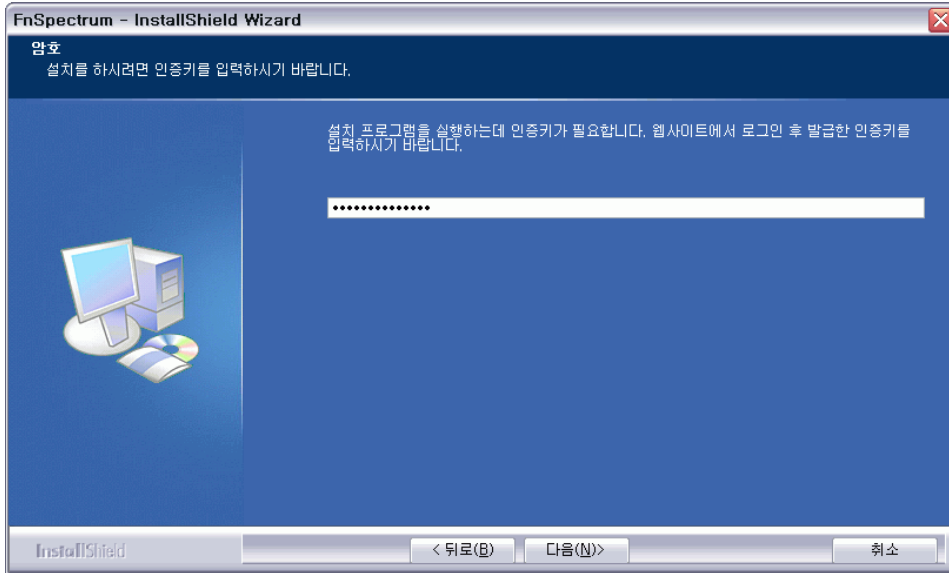 FnSpectrum - InstallShield Wizard
암호
설치를 하시려면 인증키를 입력하시기 바랍니다.
설치 프로그램을 실행하는데 인증키가 필요합니다. 웹사이트에서 로그인 후 발급한 인증키를
입력하시기 바랍니다.
••••••••••••••
InstallShield
< 뒤로(B)
다음(N)>
취소